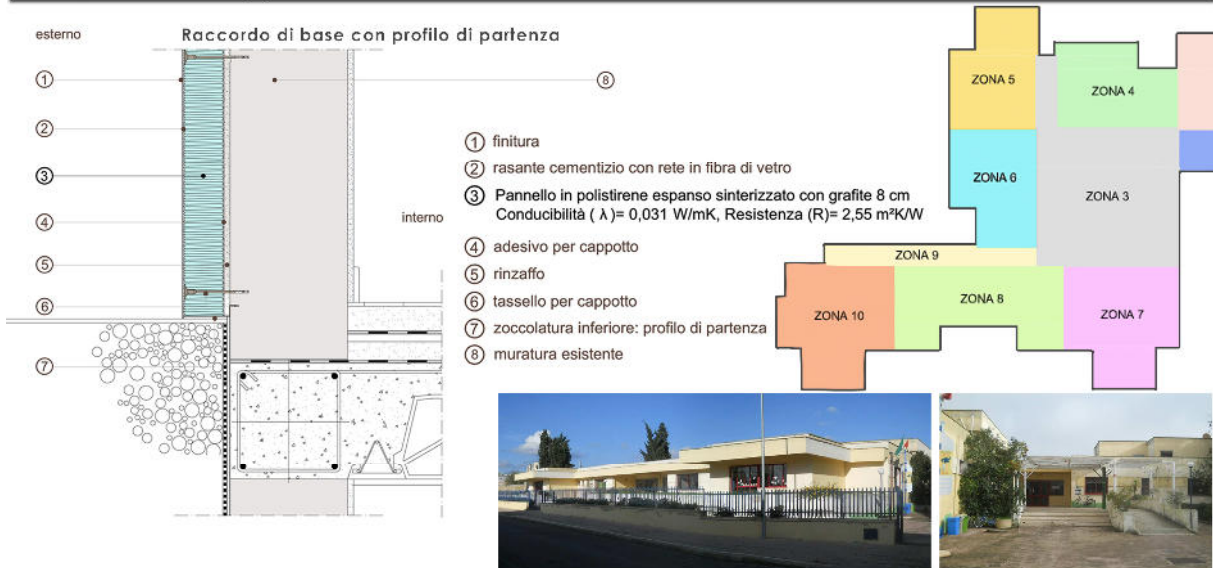 esterno
Raccordo di base con profilo di partenza
1
2
3
4
5
6
7
8
interno
1 finitura
2 rasante cementizio con rete in fibra di vetro
3 Pannello in polistirene espanso sinterizzato con grafite 8 cm
Conducibilità ( λ )= 0,031 W/mK, Resistenza (R)= 2,55 m²K/W
4 adesivo per cappotto
5 rinzaffo
6 tassello per cappotto
7 zoccolatura inferiore: profilo di partenza
8 muratura esistente
ZONA 5
ZONA 4
ZONA 6
ZONA 3
ZONA 9
ZONA 10
ZONA 8
ZONA 7